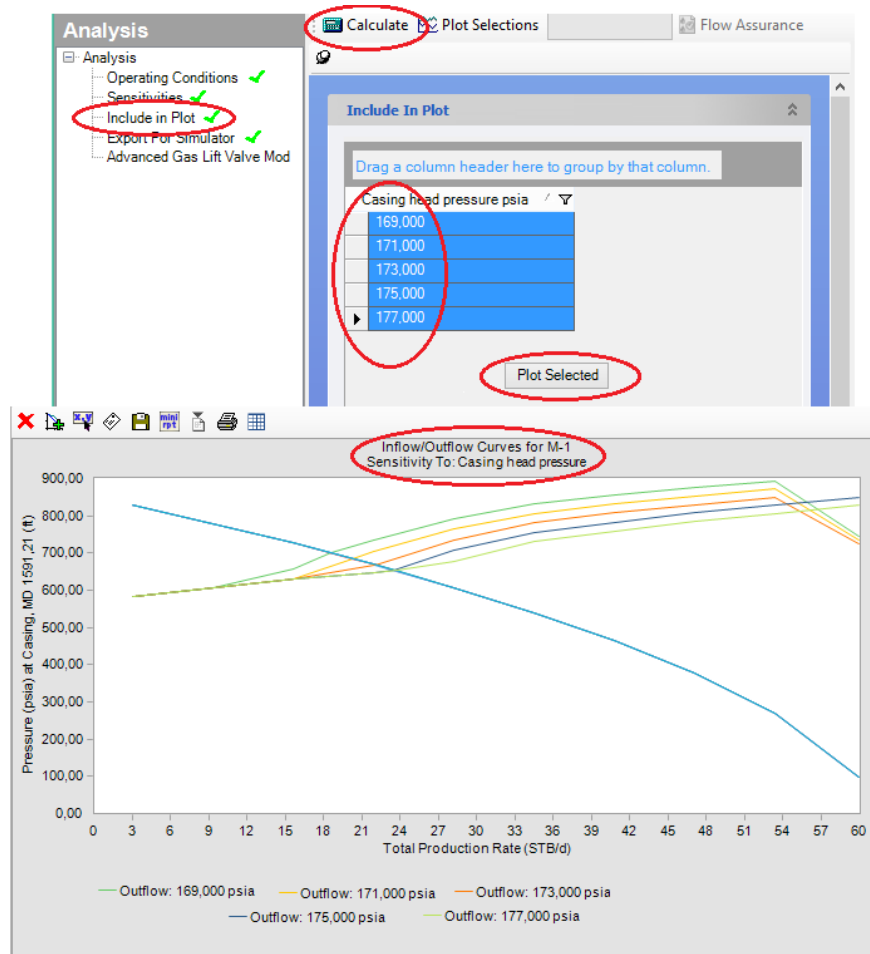 Analysis
Calculate Plot Selections Flow Assurance
Analysis
Operating Conditions
Sensitivities
Include in Plot
Export For Simulator
Advanced Gas Lift Valve Mod
Include In Plot
Drag a column header here to group by that column.
Casing head pressure psia
169,000
171,000
173,000
175,000
177,000
Plot Selected
mini
rpt
Inflow/Outflow Curves for M-1
Sensitivity To: Casing head pressure
Pressure (psia) at Casing, MD 1591,21 (ft)
900,00
800,00
700,00
600,00
500,00
400,00
300,00
200,00
100,00
0,00
0 3 6 9 12 15 18 21 24 27 30 33 36 39 42 45 48 51 54 57 60
Total Production Rate (STB/d)
Outflow: 169,000 psia Outflow: 171,000 psia Outflow: 173,000 psia
Outflow: 175,000 psia Outflow: 177,000 psia